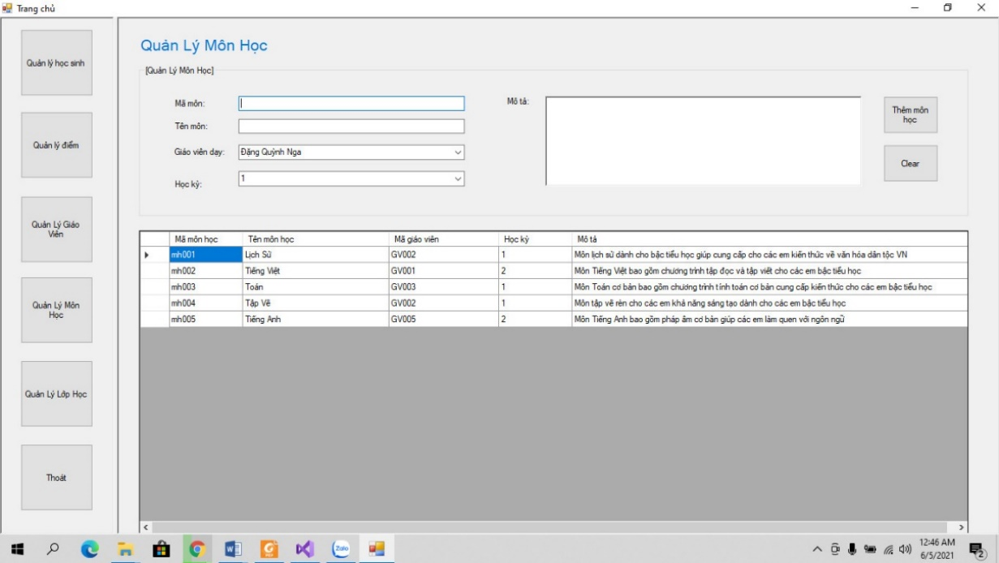 Trang chủ
Quản lý học sinh
Quản lý điểm
Quản Lý Giáo
Viên
Quản Lý Môn
Học
Quản Lý Lớp Học
Thoát
Quản Lý Môn Học
[Quản Lý Môn Học]
Mã môn:
Tên môn:
Giáo viên dạy: Đặng Quỳnh Nga
Học kỳ: 1
Mô tả:
Thêm môn
học
Clear
Mã môn học Tên môn học Mã giáo viên Học kỳ Mô tả
mh001 Lịch Sử GV002 1 Môn lịch sử dành cho bậc tiểu học giúp cung cấp cho các em kiến thức về văn hóa dân tộc VN
mh002 Tiếng Việt GV001 2 Môn Tiếng Việt bao gồm chương trình tập đọc và tập viết cho các em bậc tiểu học
mh003 Toán GV003 1 Môn Toán cơ bản bao gồm chương trình tính toán cơ bản cung cấp kiến thức cho các em bậc tiểu học
mh004 Tập Vẽ GV002 1 Môn tập vẽ rèn cho các em khả năng sáng tạo dành cho các em bậc tiểu học
mh005 Tiếng Anh GV005 2 Môn Tiếng Anh bao gồm pháp âm cơ bản giúp các em làm quen với ngôn ngữ
Zalo
12:46 AM
6/5/2021
2